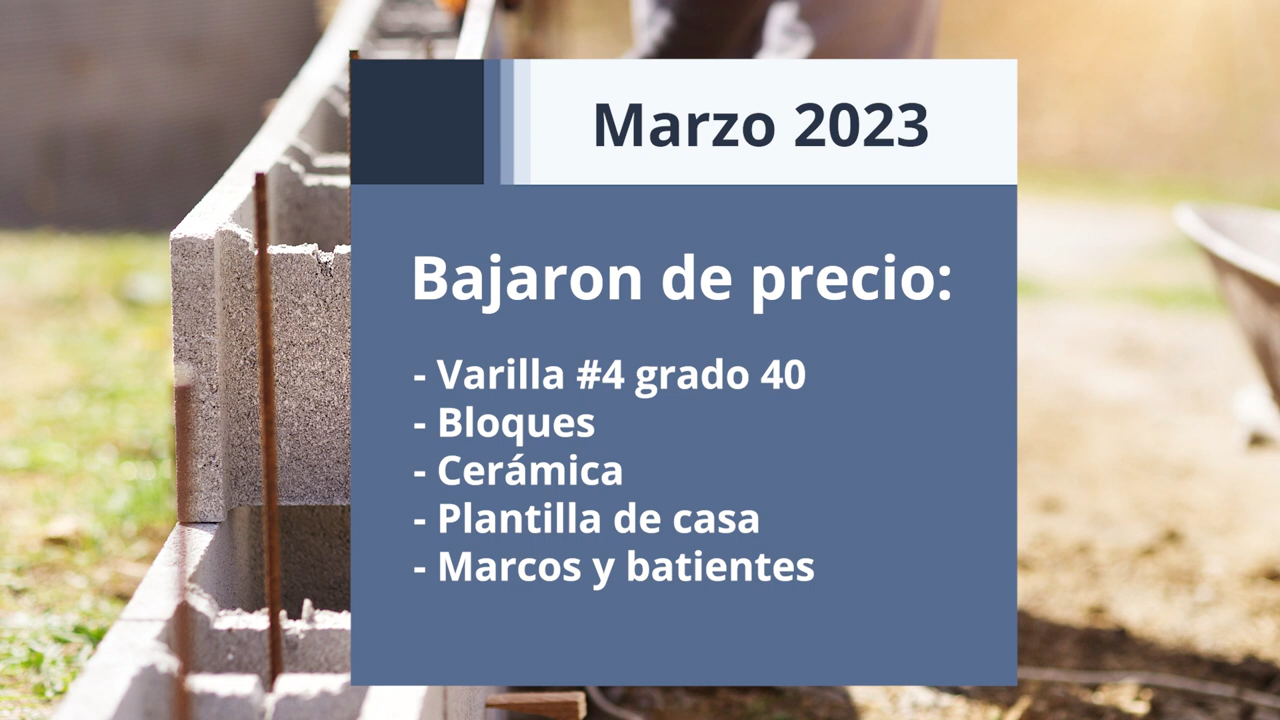 Marzo 2023
Bajaron de precio:
- Varilla #4 grado 40
- Bloques
- Cerámica
- Plantilla de casa
- Marcos y batientes